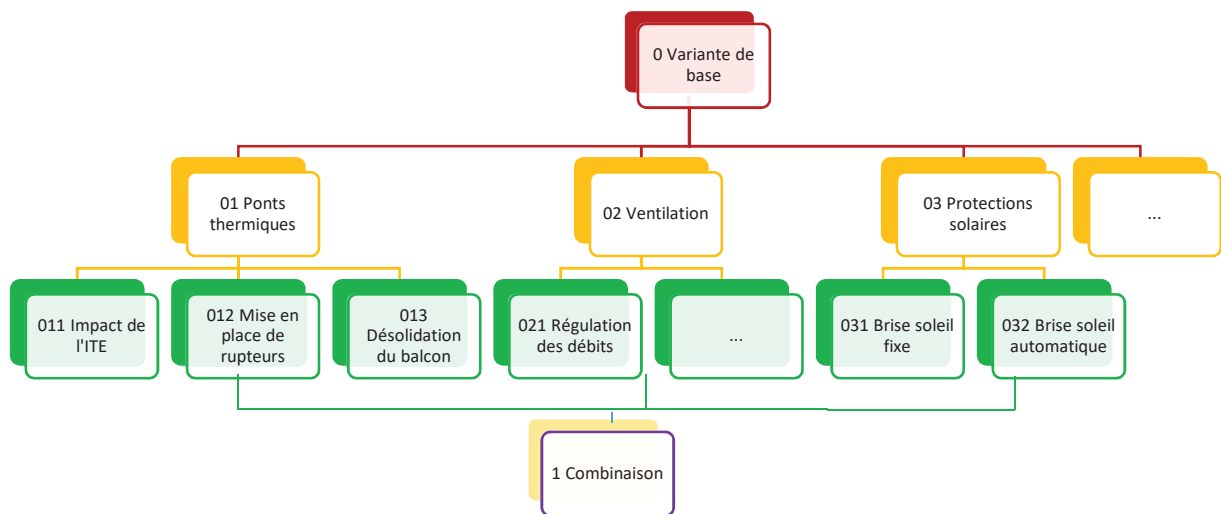 0 Variante de
base
01 Ponts
thermiques
02 Ventilation
03 Protections
solaires
...
011 Impact de
l'ITE
012 Mise en
place de
rupteurs
013
Désolidation
du balcon
021 Régulation
des débits
...
031 Brise soleil
fixe
032 Brise soleil
automatique
1 Combinaison